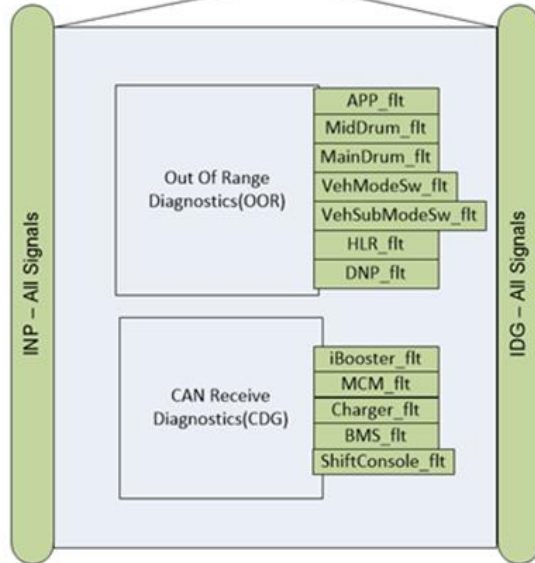 INP – All Signals
Out Of Range
Diagnostics(OOR)
APP_flt
MidDrum_flt
MainDrum_flt
VehModeSw_flt
VehSubModeSw_flt
HLR_flt
DNP_flt
CAN Receive
Diagnostics(CDG)
iBooster_flt
MCM_flt
Charger_flt
BMS_flt
ShiftConsole_flt
IDG – All Signals